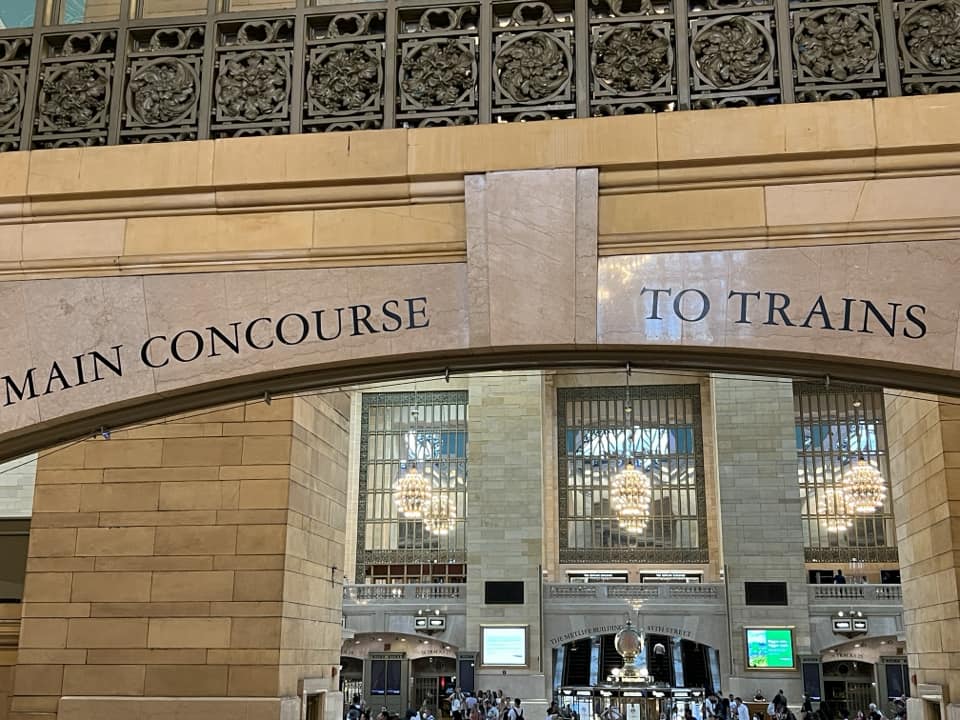 MAIN CONCOURSE TO TRAINS
THE METLIFE BUILDING 45TH STREET